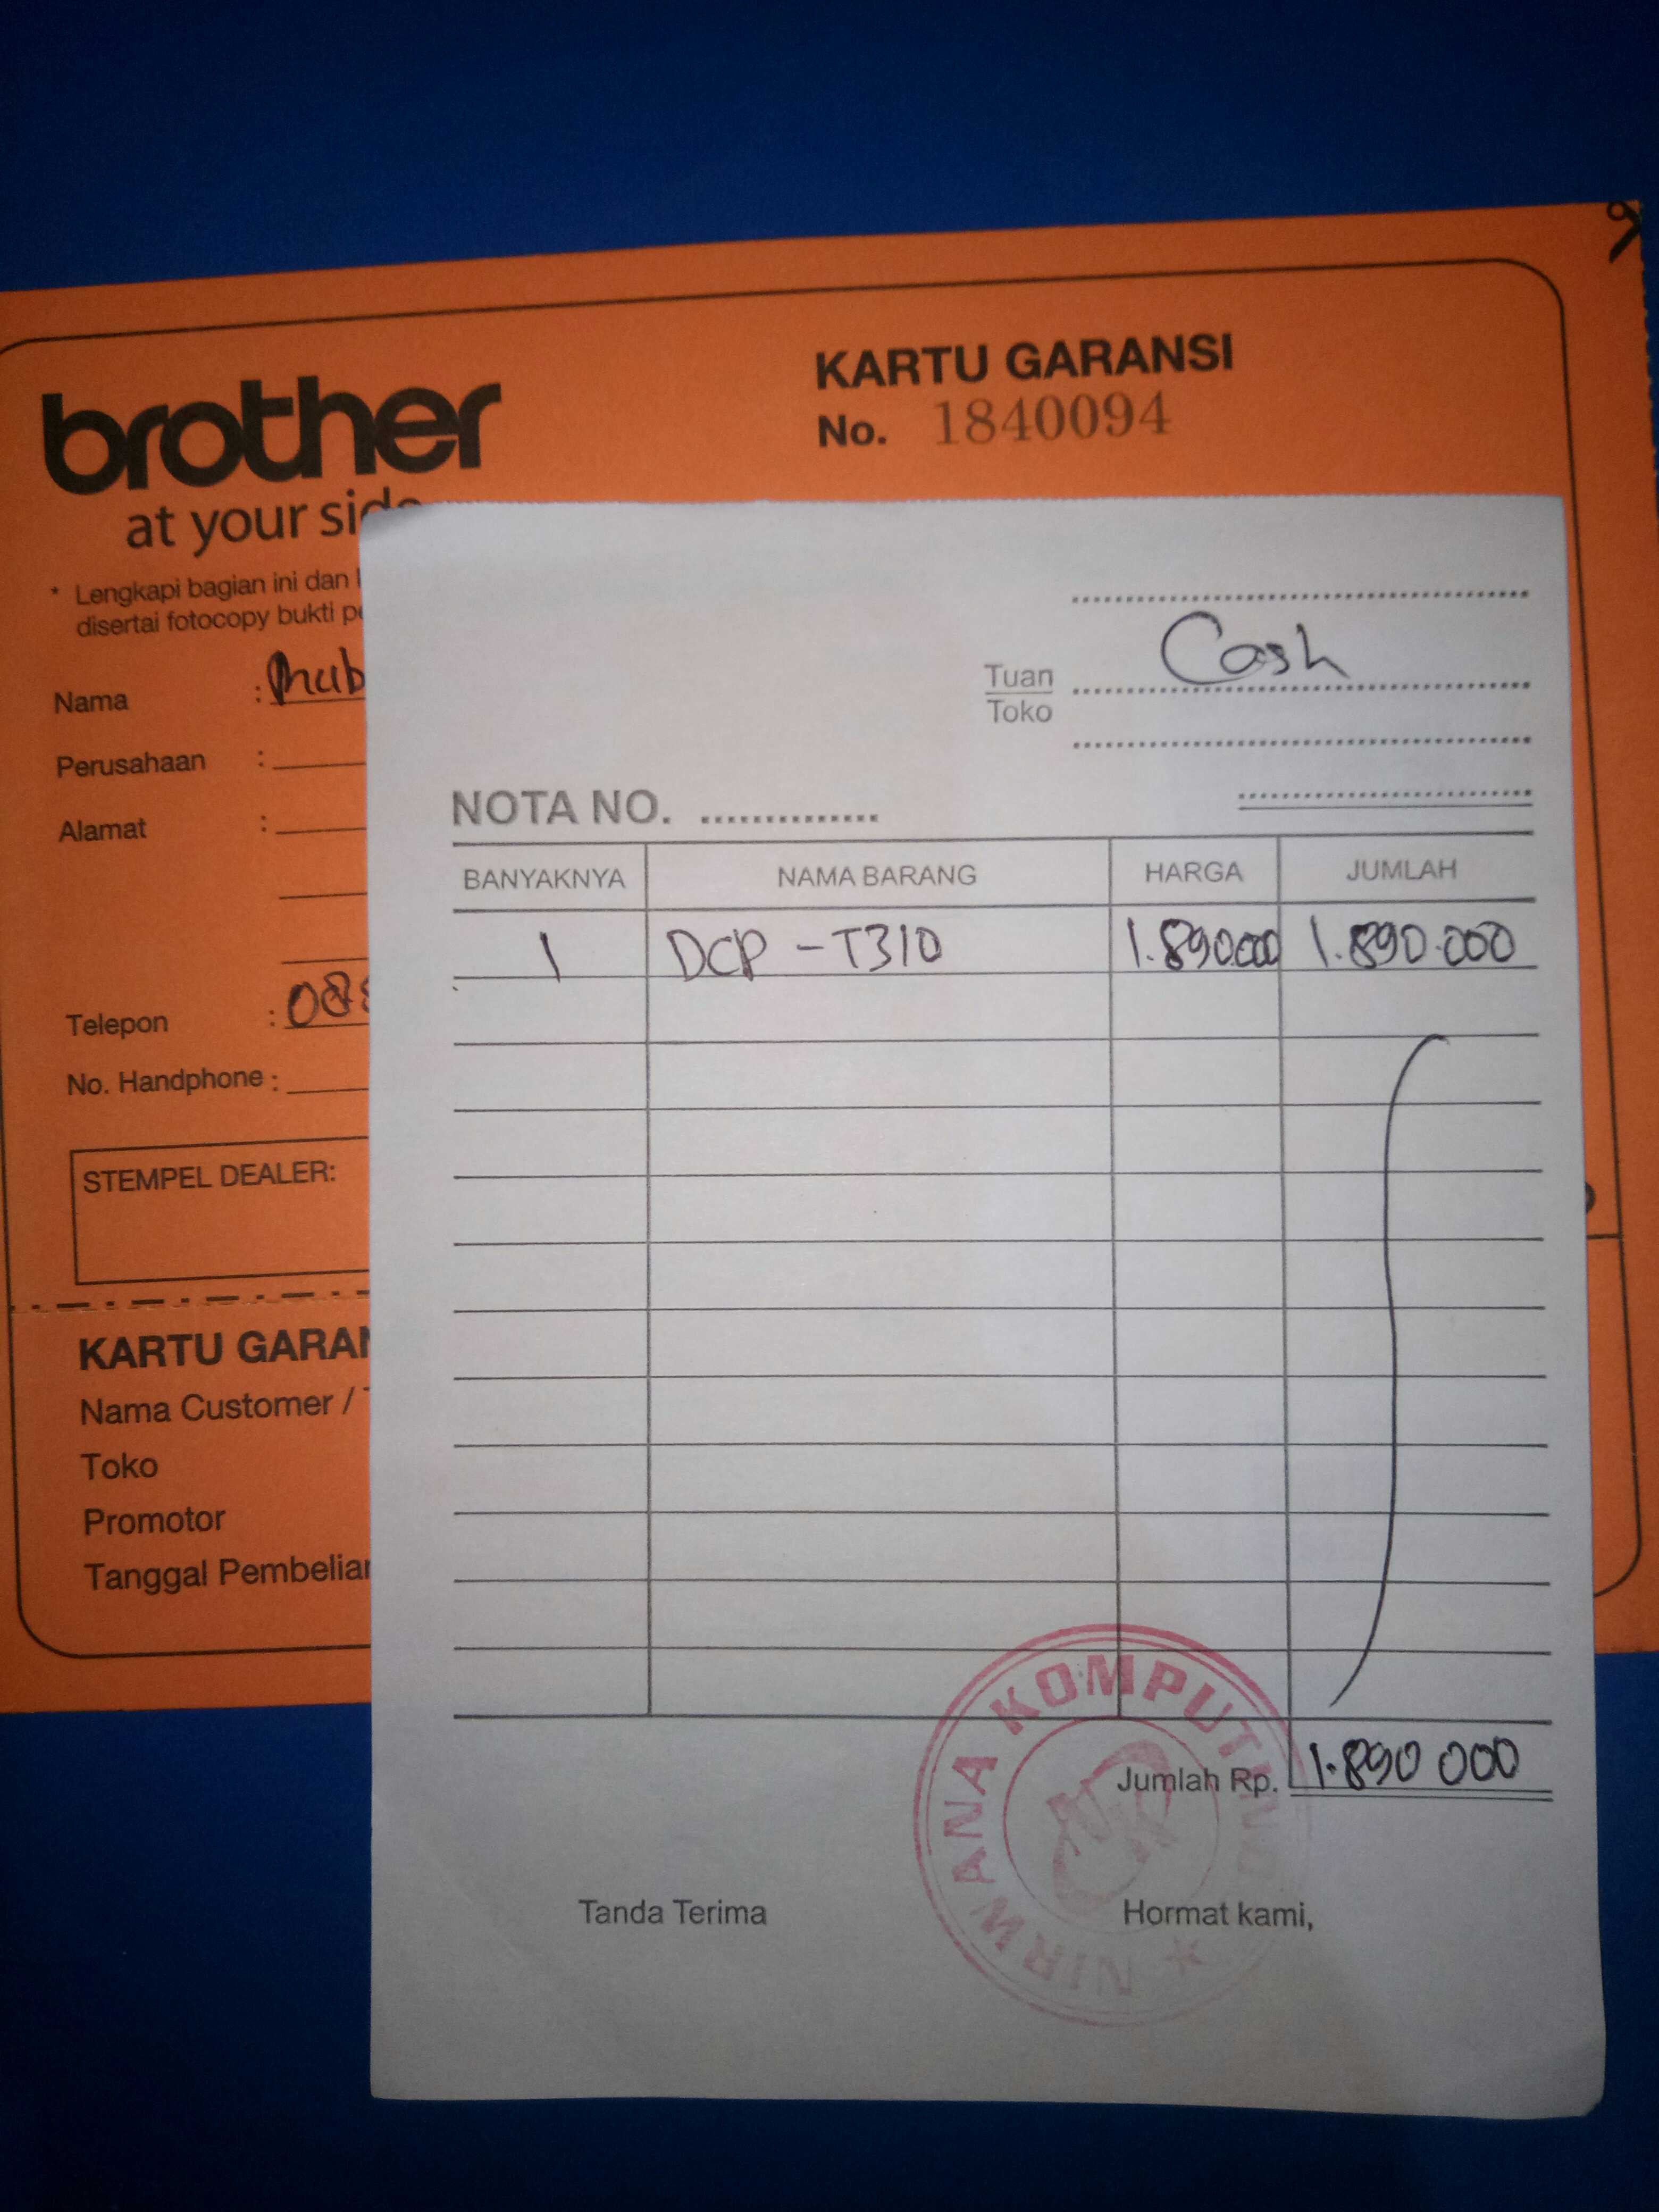 brother
at your side
KARTU GARANSI
No. 1840094
* Lengkapi bagian ini dan
disertai fotocopy bukti
Nama :
Perusahaan :
Alamat :
Telepon : 08
No. Handphone :
STEMPEL DEALER:
KARTU GARAN
Nama Customer /
Toko
Promotor
Tanggal Pembelian
Tuan
Toko
Cash
NOTA NO.
BANYAKNYA NAMA BARANG HARGA JUMLAH
1 DCP - T310 1.890.000 1.890.000
Jumlah Rp. 1.890 000
Tanda Terima Hormat kami,
NIRWANA KOMPUTINDO